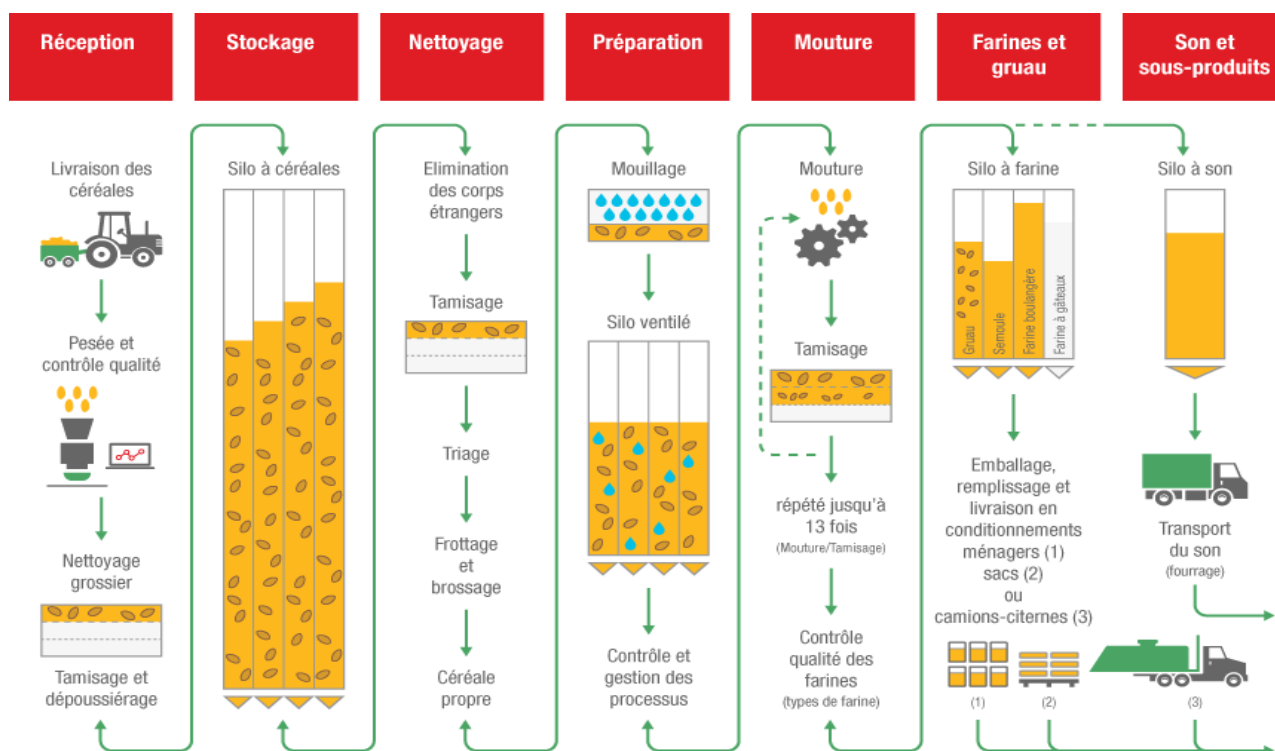 Réception
Stockage
Nettoyage
Préparation
Mouture
Farines et
gruau
Son et
sous-produits
Livraison des
céréales
Pesée et
contrôle qualité
Nettoyage
grossier
Tamisage et
dépoussiérage
Silo à céréales
Elimination
des corps
étrangers
Tamisage
Triage
Frottage
et
brossage
Céréale
propre
Mouillage
Silo ventilé
Contrôle et
gestion des
processus
Mouture
Tamisage
répété jusqu'à
13 fois
(Mouture/Tamisage)
Contrôle
qualité des
farines
(types de farine)
Silo à farine
Gruau
Semoule
Farine boulangère
Farine à gâteaux
Emballage,
remplissage et
livraison en
conditionnements
ménagers (1)
sacs (2)
ou
camions-citernes (3)
(1)
(2)
Silo à son
Transport
du son
(fourrage)
(3)